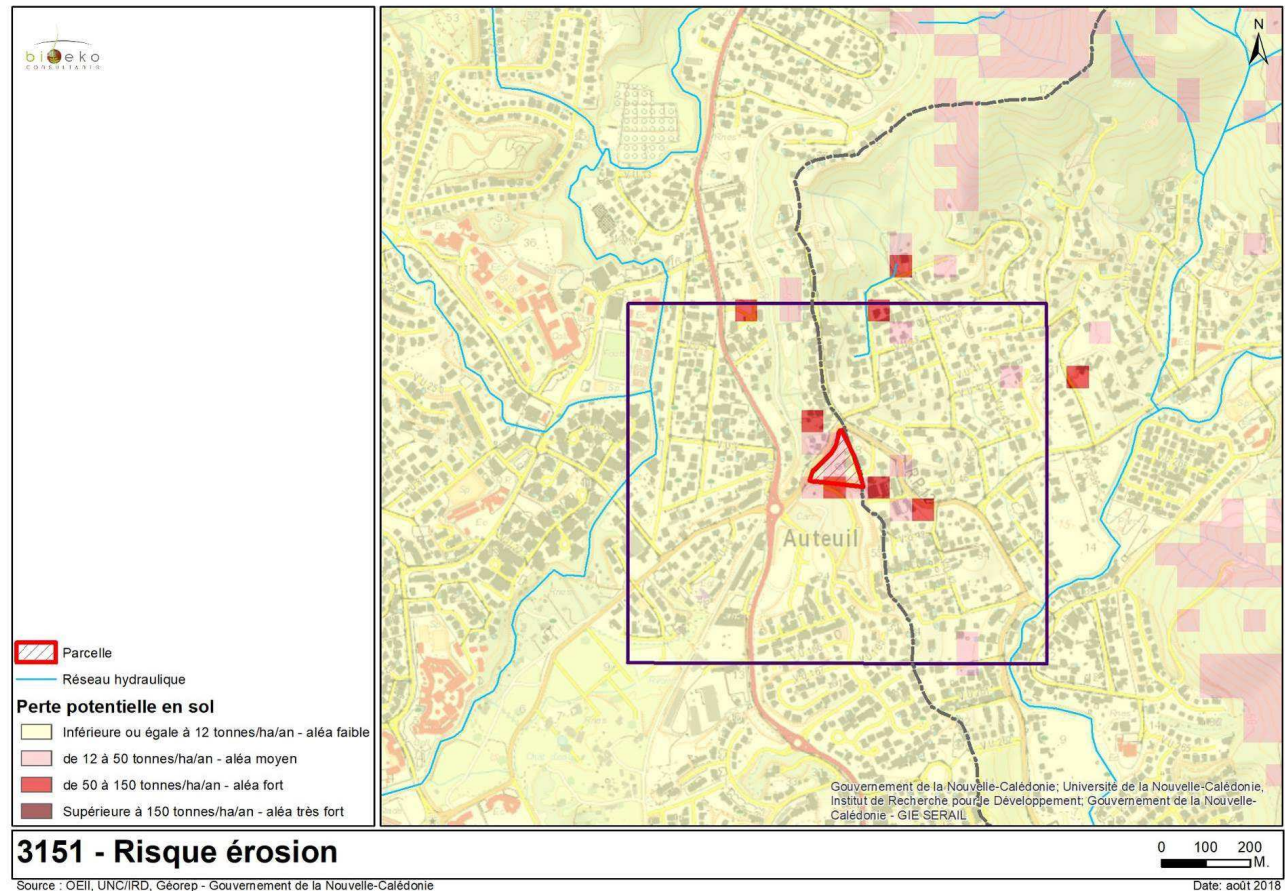 bioeko
CONSULTANTS
N
Auteuil
Parcelle
Réseau hydraulique
Perte potentielle en sol
Inférieure ou égale à 12 tonnes/ha/an - aléa faible
de 12 à 50 tonnes/ha/an - aléa moyen
de 50 à 150 tonnes/ha/an - aléa fort
Supérieure à 150 tonnes/ha/an - aléa très fort
Gouvernement de la Nouvelle-Calédonie; Université de la Nouvelle-Calédonie,
Institut de Recherche pour le Développement; Gouvernement de la Nouvelle-
Calédonie - GIE SERAIL
3151 - Risque érosion
0 100 200
M.
Source : OEIL, UNC/IRD, Géorep - Gouvernement de la Nouvelle-Calédonie
Date: août 2018